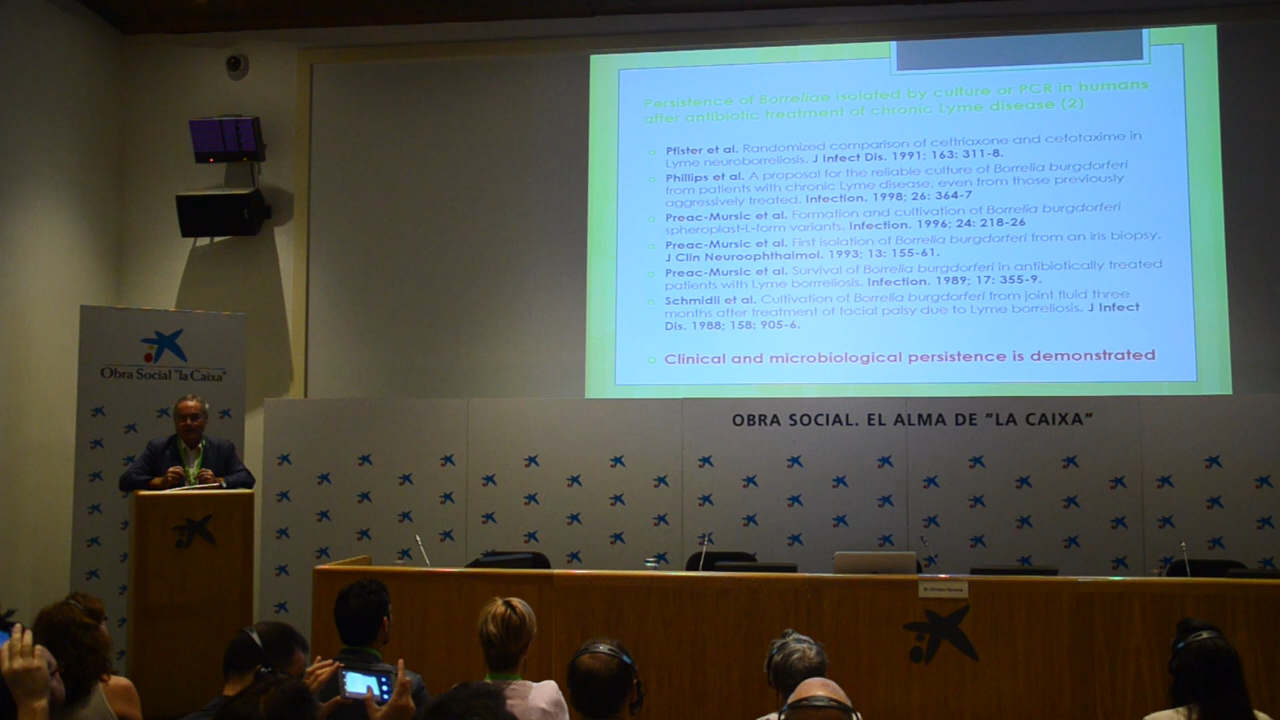 Persistence of Borreliae isolated by culture or PCR in humans
after antibiotic treatment of chronic Lyme disease (2)
Pfister et al. Randomized comparison of ceftriaxone and cefotaxime in
Lyme neuroborreliosis. J Infect Dis. 1991; 163: 311-8.
Phillips et al. A proposal for the reliable culture of Borrelia burgdorferi
from patients with chronic Lyme disease, even from those previously
aggressively treated. Infection. 1998; 26: 364-7
Preac-Mursic et al. Formation and cultivation of Borrelia burgdorferi
spheroplast-L-form variants. Infection. 1996; 24: 218-26
Preac-Mursic et al. First isolation of Borrelia burgdorferi from an iris biopsy.
J Clin Neuroophthalmol. 1993; 13: 155-61.
Preac-Mursic et al. Survival of Borrelia burgdorferi in antibiotically treated
patients with Lyme borreliosis. Infection. 1989; 17: 355-9.
Schmidli et al. Cultivation of Borrelia burgdorferi from joint fluid three
months after treatment of facial palsy due to Lyme borreliosis. J Infect
Dis. 1988; 158: 905-6.
Clinical and microbiological persistence is demonstrated
Obra Social "la Caixa"
OBRA SOCIAL. EL ALMA DE "LA CAIXA"